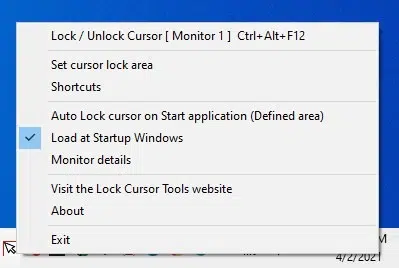 Lock / Unlock Cursor [ Monitor 1 ] Ctrl+Alt+F12
Set cursor lock area
Shortcuts
Auto Lock cursor on Start application (Defined area)
Load at Startup Windows
Monitor details
Visit the Lock Cursor Tools website
About
Exit
4/2/2021